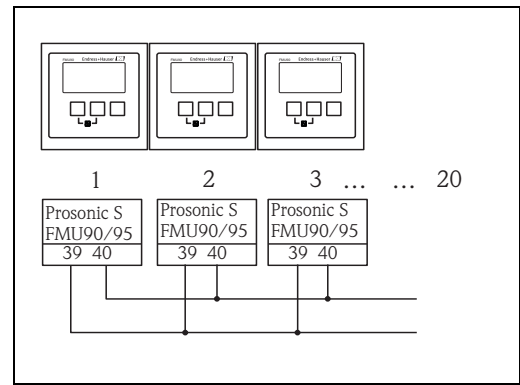 Endress+Hauser Endress+Hauser Endress+Hauser
1 2 3 ... ... 20
Prosonic S Prosonic S Prosonic S
FMU90/95 FMU90/95 FMU90/95
39 40 39 40 39 40